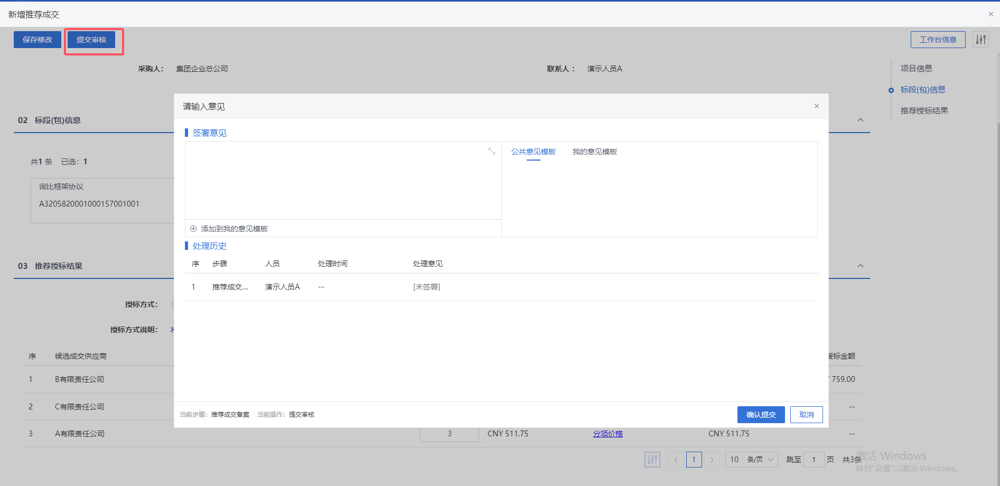 新增推荐成交
保存修改 提交审核 工作台信息
采购人： 集团企业总公司 联系人： 演示人员A
项目信息
标段(包)信息
推荐授标结果
02 标段(包)信息
共1 条 已选：1
询比框架协议
A3205820001000157001001
03 推荐授标结果
授标方式：
授标方式说明：
序 候选成交供应商 授标金额
1 B有限责任公司 759.00
2 C有限责任公司 --
3 A有限责任公司 3 CNY 511.75 分项价格 CNY 511.75 --
1 10 条/页 跳至 1 页 共3条
请输入意见
签署意见
公共意见模板 我的意见模板
添加到我的意见模板
处理历史
序 步骤 人员 处理时间 处理意见
1 推荐成交... 演示人员A -- [未签署]
当前步骤：推荐成交备案 当前操作：提交审核
确认提交 取消
激活 Windows
转到"设置"以激活 Windows。